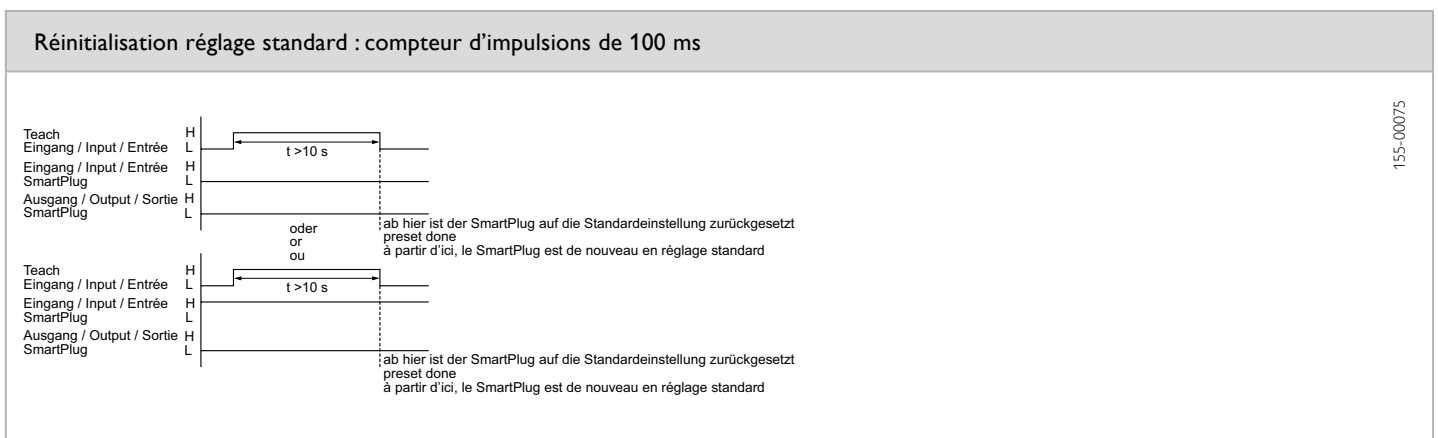 Réinitialisation réglage standard : compteur d’impulsions de 100 ms
155-00075
Teach H
Eingang / Input / Entrée L
t >10 s
Eingang / Input / Entrée H
SmartPlug L
Ausgang / Output / Sortie H
SmartPlug L
ab hier ist der SmartPlug auf die Standardeinstellung zurückgesetzt
preset done
à partir d’ici, le SmartPlug est de nouveau en réglage standard
oder
or
ou
Teach H
Eingang / Input / Entrée L
t >10 s
Eingang / Input / Entrée H
SmartPlug L
Ausgang / Output / Sortie H
SmartPlug L
ab hier ist der SmartPlug auf die Standardeinstellung zurückgesetzt
preset done
à partir d’ici, le SmartPlug est de nouveau en réglage standard